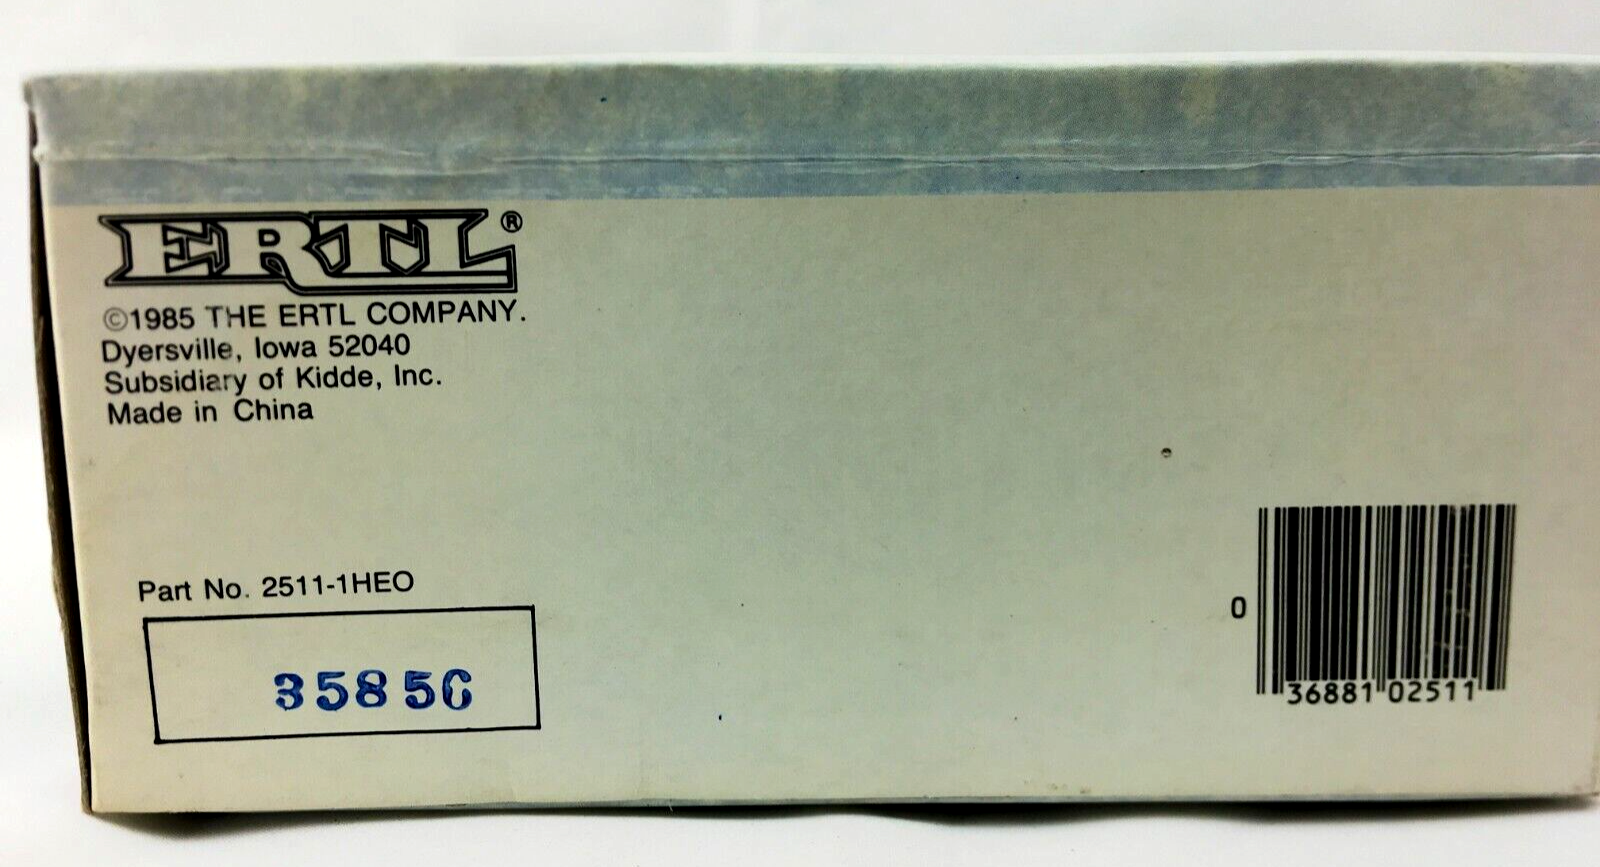 ERTL®
©1985 THE ERTL COMPANY.
Dyersville, Iowa 52040
Subsidiary of Kidde, Inc.
Made in China
Part No. 2511-1HEO
3585C
0 36881 02511